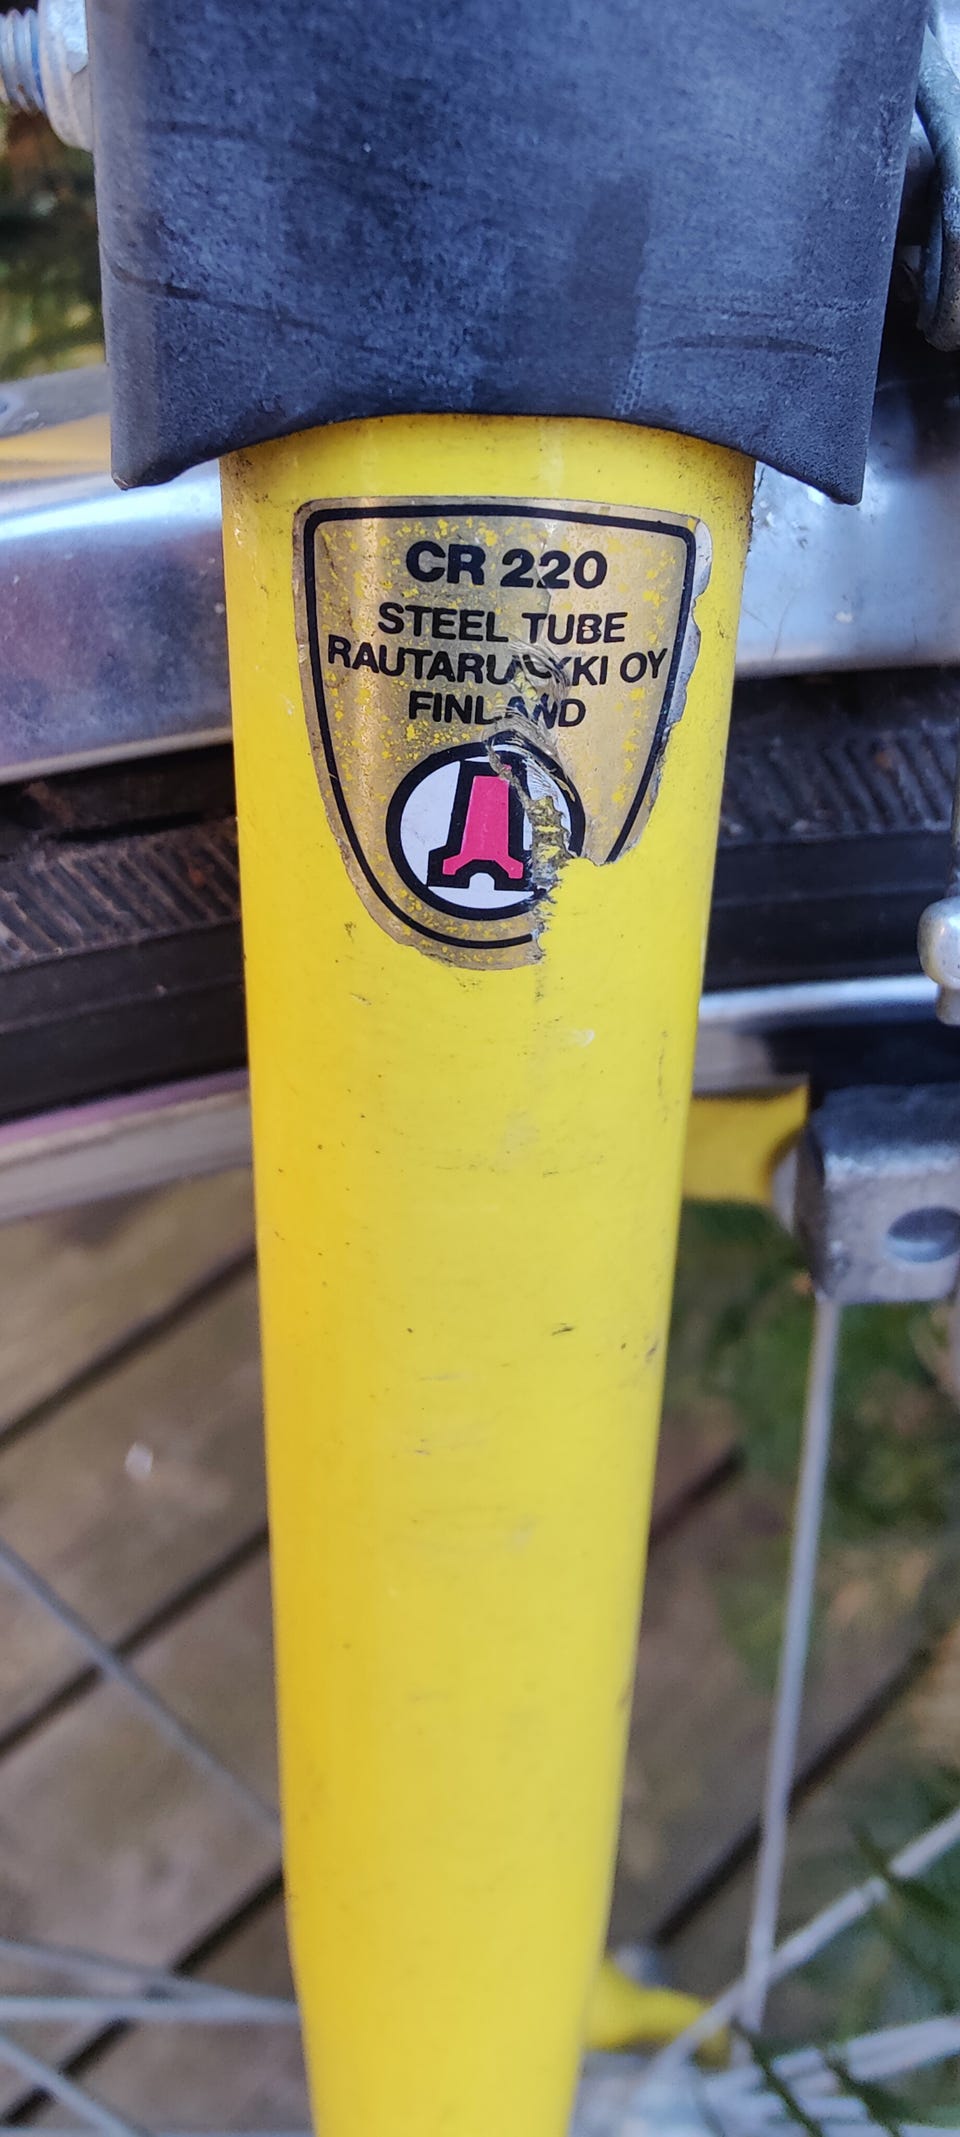 CR 220
STEEL TUBE
RAUTARUUKKI OY
FINLAND